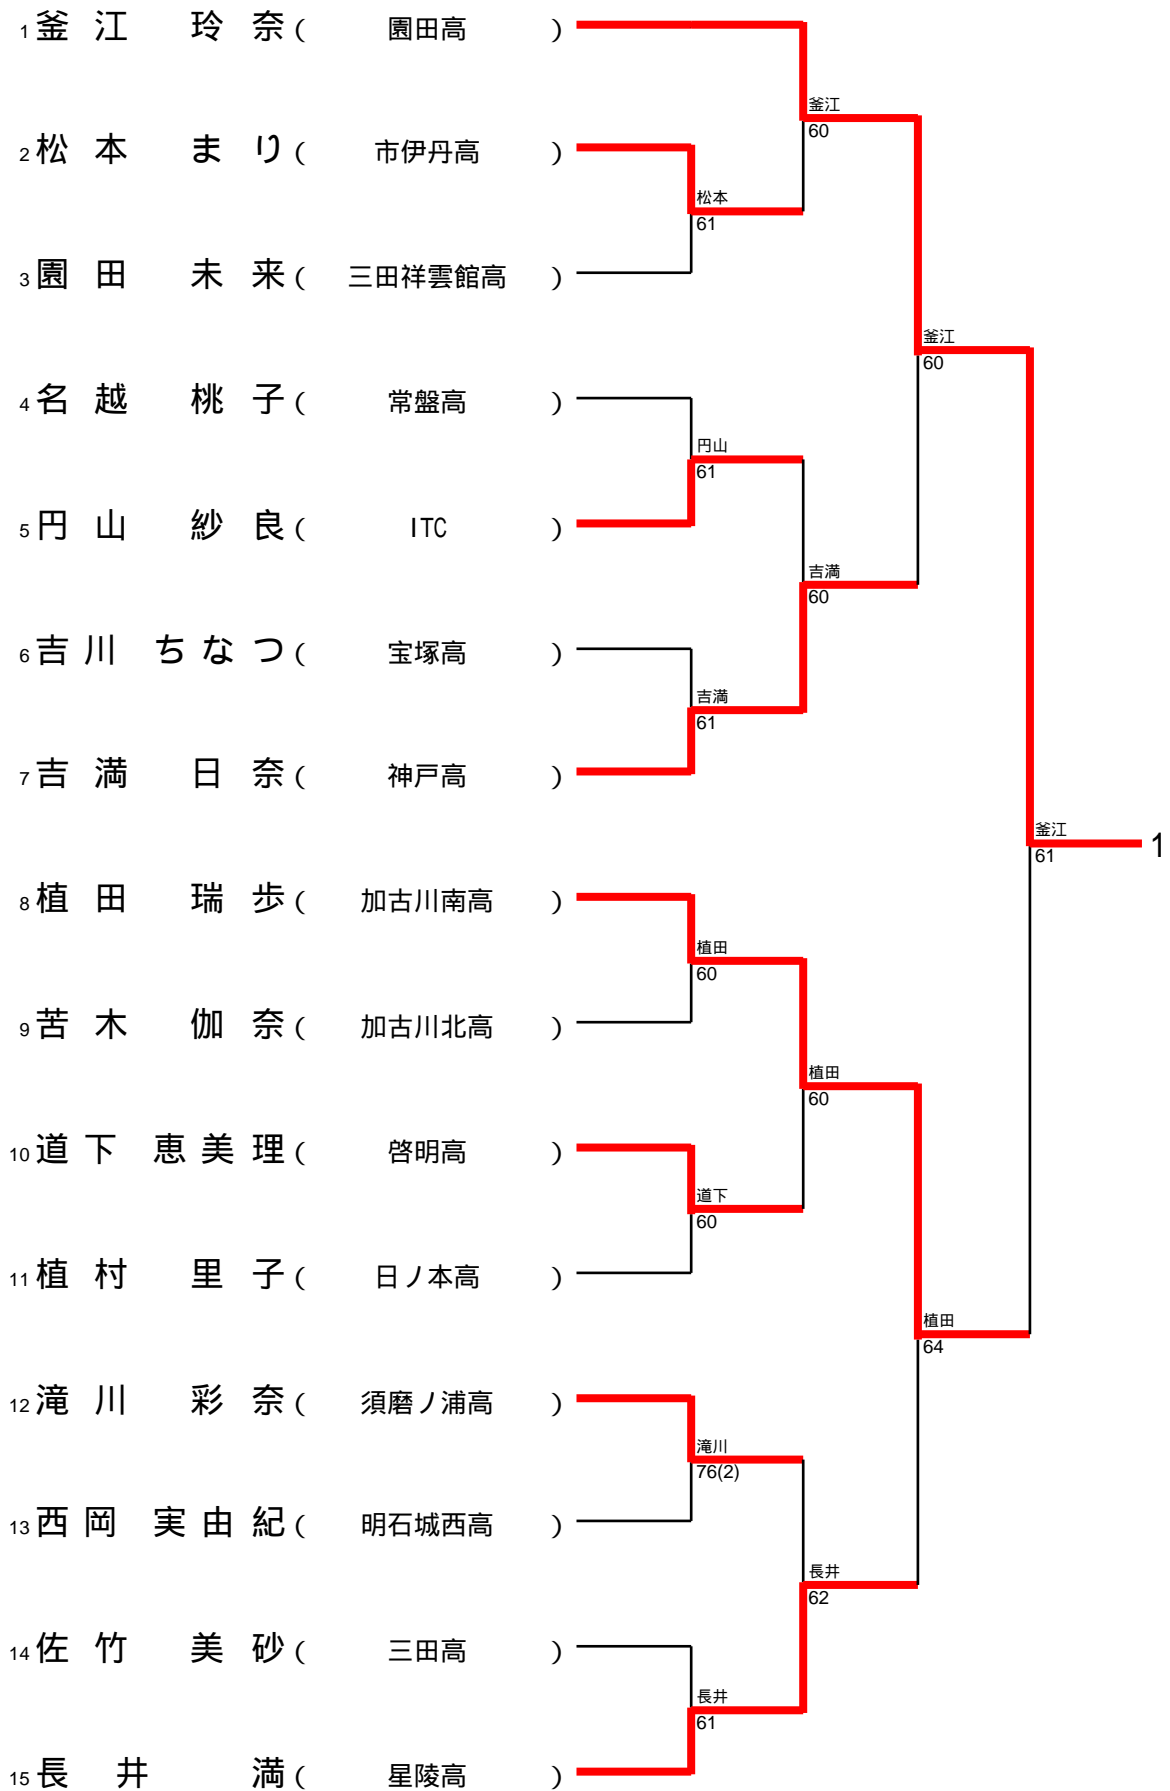 1 釜江 玲奈 ( 園田高 )
釜江
60
2 松本 まり ( 市伊丹高 )
松本
61
3 園田 未来 ( 三田祥雲館高 )
釜江
60
4 名越 桃子 ( 常盤高 )
円山
61
5 円山 紗良 ( ITC )
吉満
60
6 吉川 ちなつ ( 宝塚高 )
吉満
61
7 吉満 日奈 ( 神戸高 )
釜江
61
1
8 植田 瑞歩 ( 加古川南高 )
植田
60
9 苫木 伽奈 ( 加古川北高 )
植田
60
10 道下 恵美理 ( 啓明高 )
道下
60
11 植村 里子 ( 日ノ本高 )
植田
64
12 滝川 彩奈 ( 須磨ノ浦高 )
滝川
76(2)
13 西岡 実由紀 ( 明石城西高 )
長井
62
14 佐竹 美砂 ( 三田高 )
長井
61
15 長井 満 ( 星陵高 )